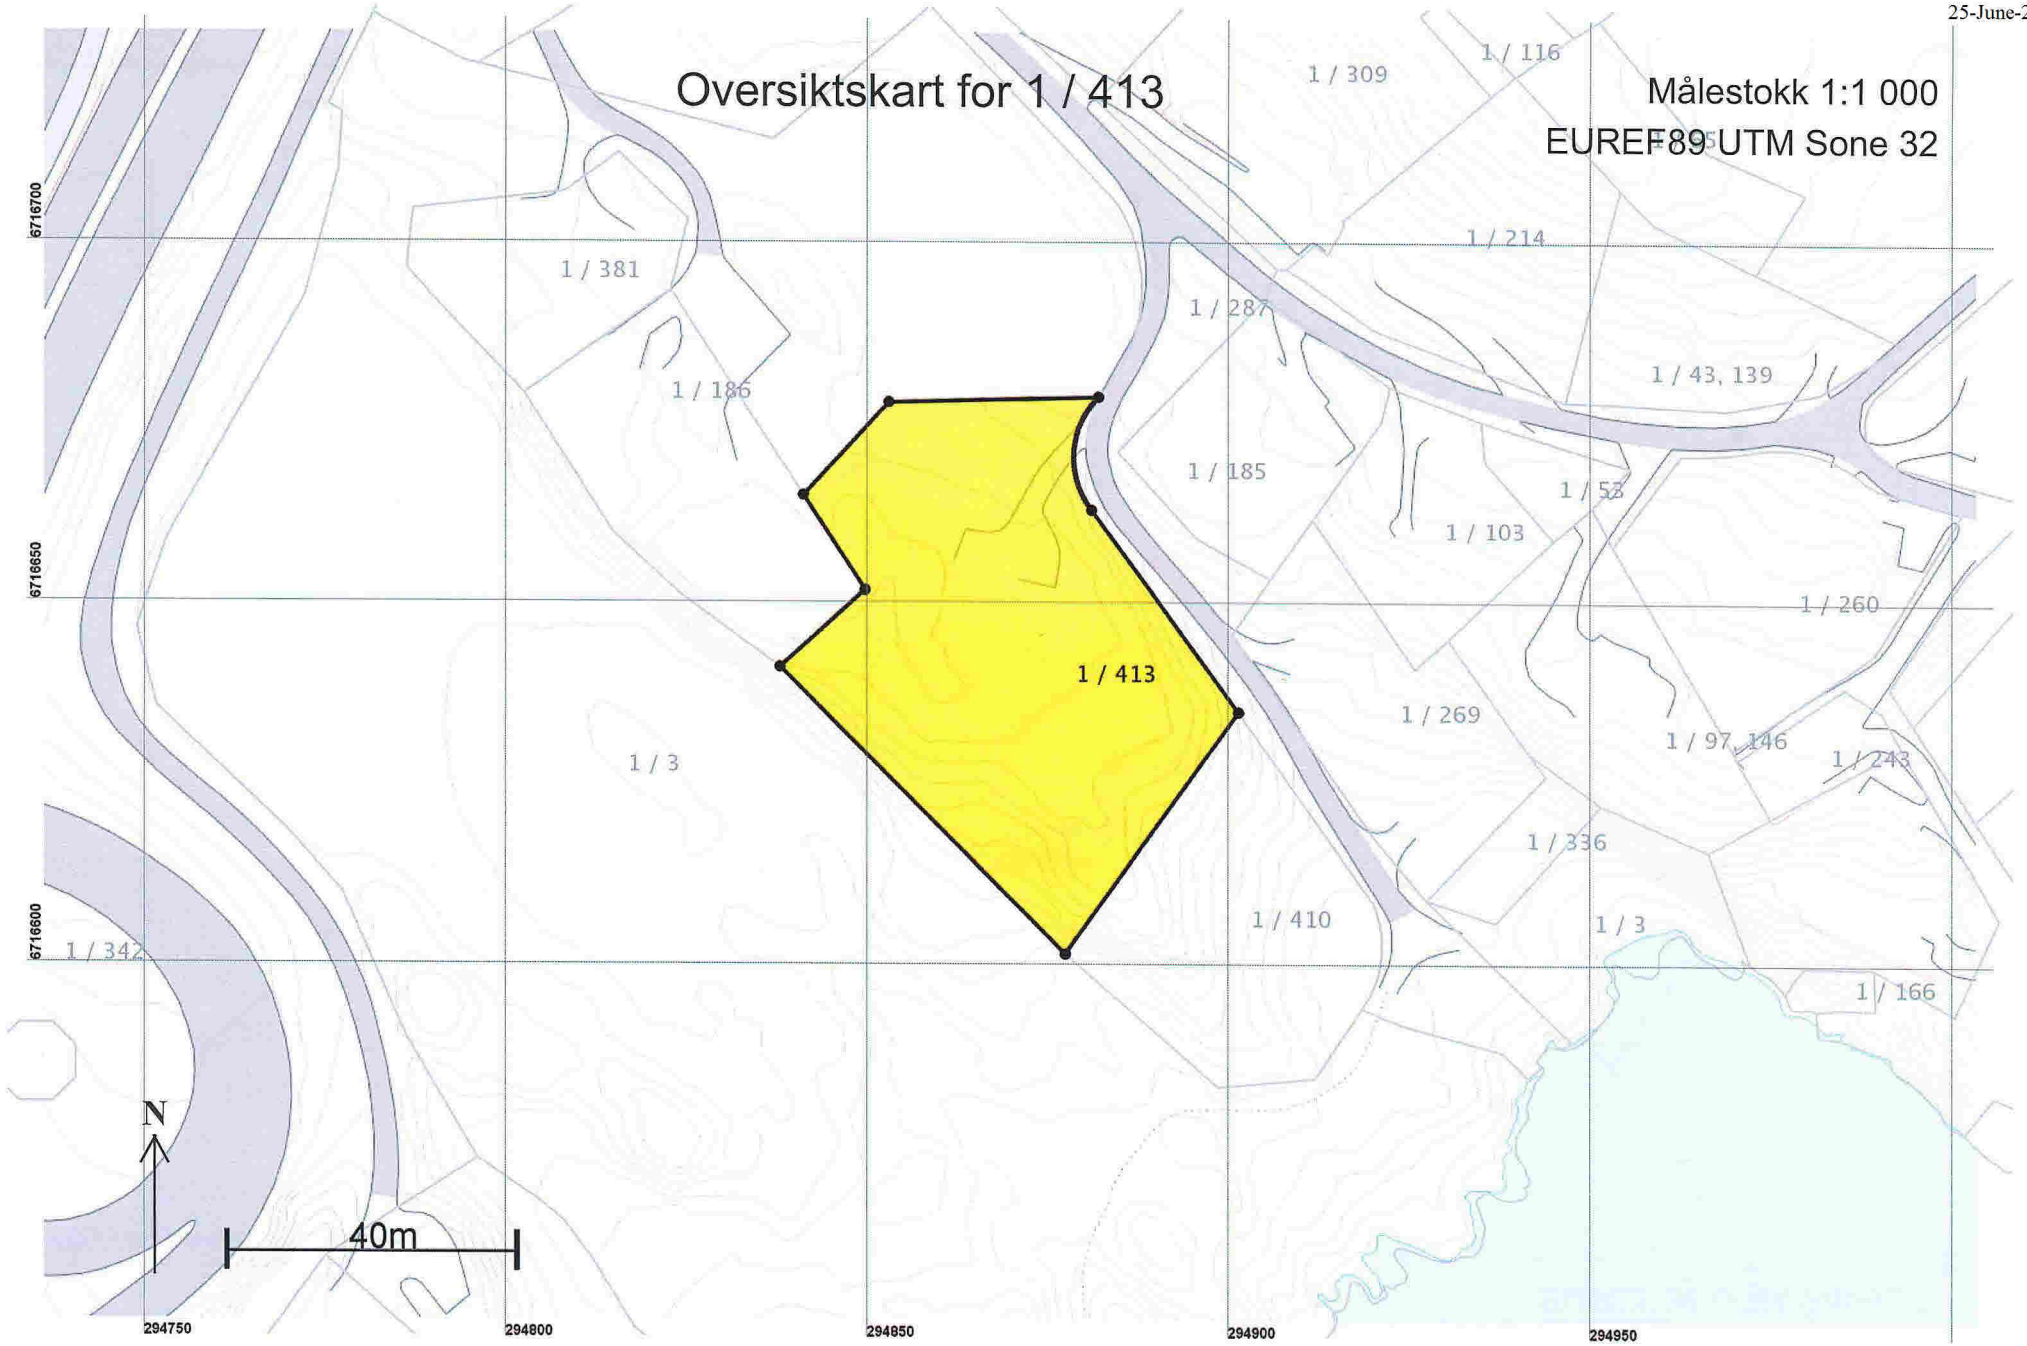 25-June-2
Oversiktskart for 1 / 413
Målestokk 1:1 000
EUREF89 UTM Sone 32
1 / 116
1 / 309
6716700
1 / 214
1 / 381
1 / 287
1 / 43, 139
1 / 186
1 / 185
1 / 53
1 / 103
6716650
1 / 260
1 / 413
1 / 269
1 / 97, 146
1 / 243
1 / 3
1 / 336
6716600
1 / 410
1 / 3
1 / 342
1 / 166
N
40m
294750
294800
294850
294900
294950